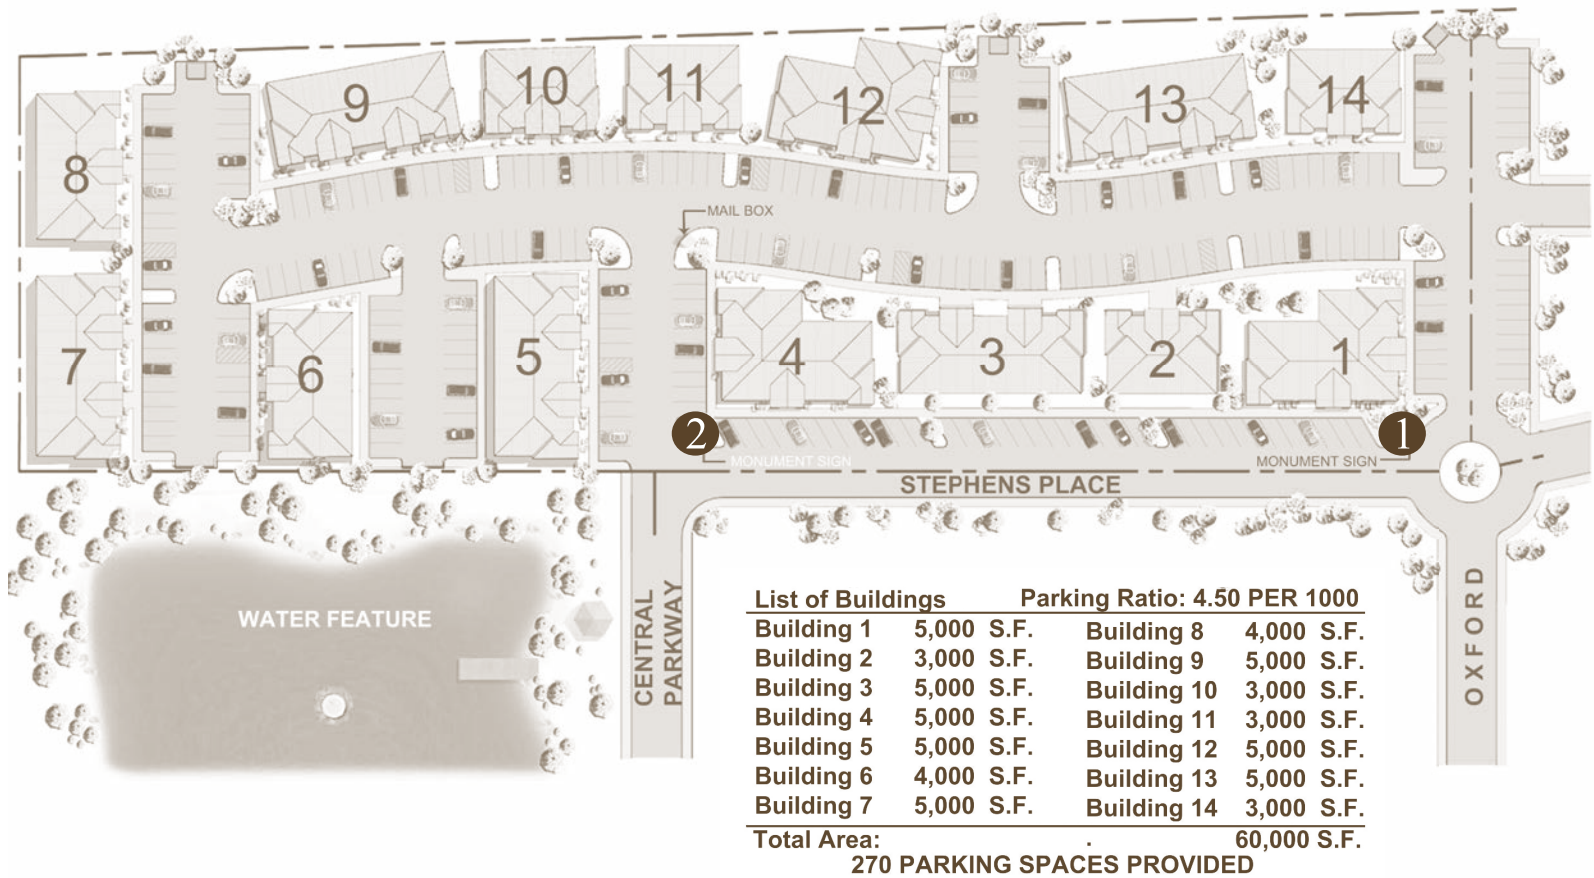 9
10
11
12
13
14
8
MAIL BOX
7
6
5
4
3
2
1
2
1
MONUMENT SIGN
MONUMENT SIGN
STEPHENS PLACE
WATER FEATURE
CENTRAL
PARKWAY
OXFORD
List of Buildings Parking Ratio: 4.50 PER 1000
Building 1 5,000 S.F. Building 8 4,000 S.F.
Building 2 3,000 S.F. Building 9 5,000 S.F.
Building 3 5,000 S.F. Building 10 3,000 S.F.
Building 4 5,000 S.F. Building 11 3,000 S.F.
Building 5 5,000 S.F. Building 12 5,000 S.F.
Building 6 4,000 S.F. Building 13 5,000 S.F.
Building 7 5,000 S.F. Building 14 3,000 S.F.
Total Area: . 60,000 S.F.
270 PARKING SPACES PROVIDED